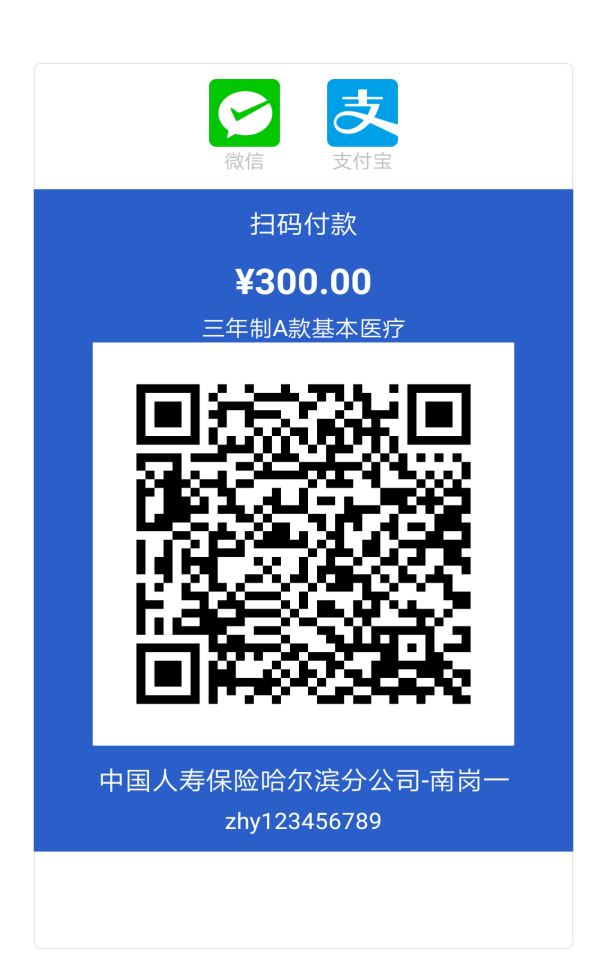 微信 支付宝
扫码付款
¥300.00
三年制A款基本医疗
中国人寿保险哈尔滨分公司-南岗一
zhy123456789